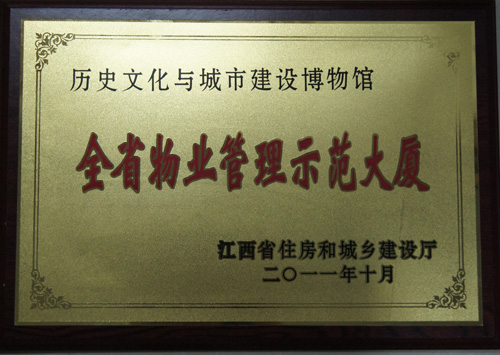 历史文化与城市建设博物馆
全省物业管理示范大厦
江西省住房和城乡建设厅
二〇一一年十月